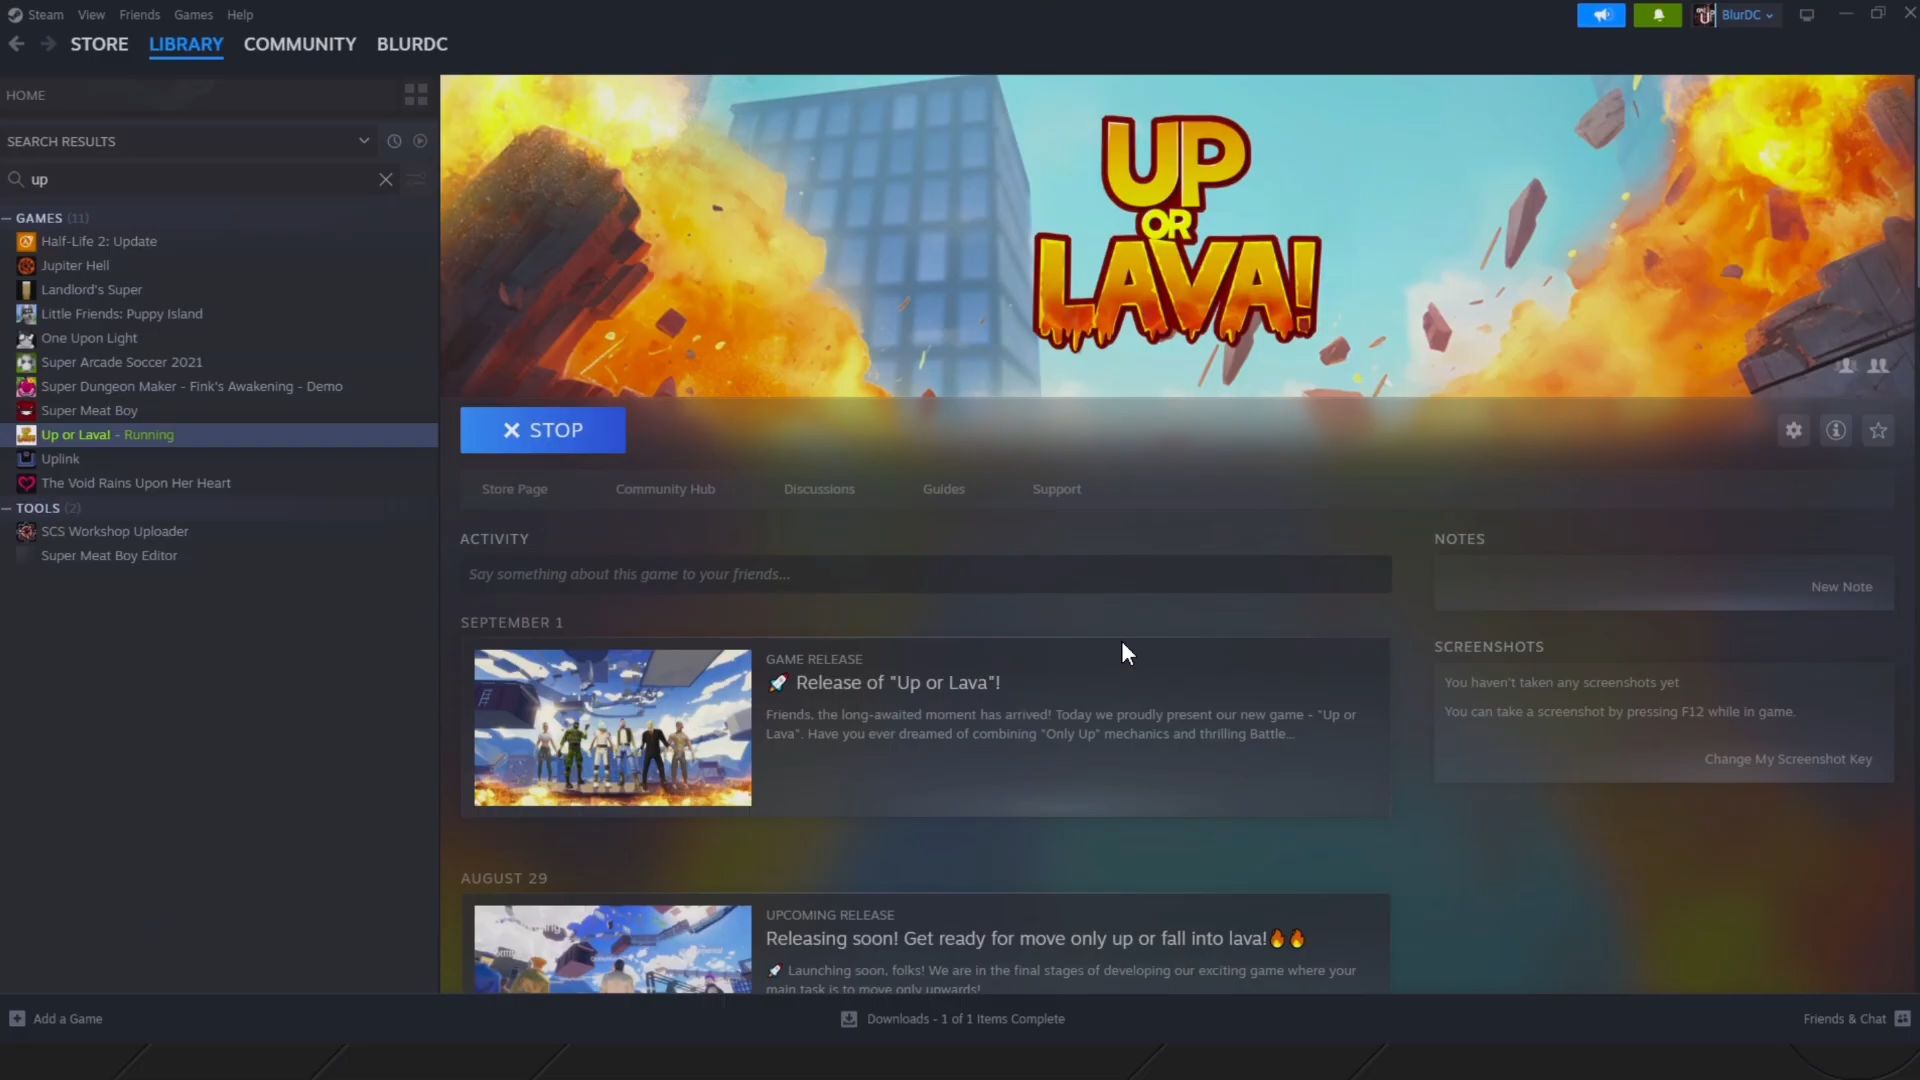 Steam View Friends Games Help
BlurDC
STORE LIBRARY COMMUNITY BLURDC
HOME
SEARCH RESULTS
up
GAMES (11)
Half-Life 2: Update
Jupiter Hell
Landlord's Super
Little Friends: Puppy Island
One Upon Light
Super Arcade Soccer 2021
Super Dungeon Maker - Fink's Awakening - Demo
Super Meat Boy
Up or Lava! - Running
Uplink
The Void Rains Upon Her Heart
TOOLS (2)
SCS Workshop Uploader
Super Meat Boy Editor
UP
OR
LAVA!
STOP
Store Page Community Hub Discussions Guides Support
ACTIVITY
Say something about this game to your friends...
SEPTEMBER 1
GAME RELEASE
🚀 Release of "Up or Lava"!
Friends, the long-awaited moment has arrived! Today we proudly present our new game - "Up or
Lava". Have you ever dreamed of combining "Only Up" mechanics and thrilling Battle...
AUGUST 29
UPCOMING RELEASE
Releasing soon! Get ready for move only up or fall into lava!🔥🔥
🚀 Launching soon, folks! We are in the final stages of developing our exciting game where your
main task is to move only upwards!
NOTES
New Note
SCREENSHOTS
You haven't taken any screenshots yet
You can take a screenshot by pressing F12 while in game.
Change My Screenshot Key
Add a Game
Downloads - 1 of 1 Items Complete
Friends & Chat